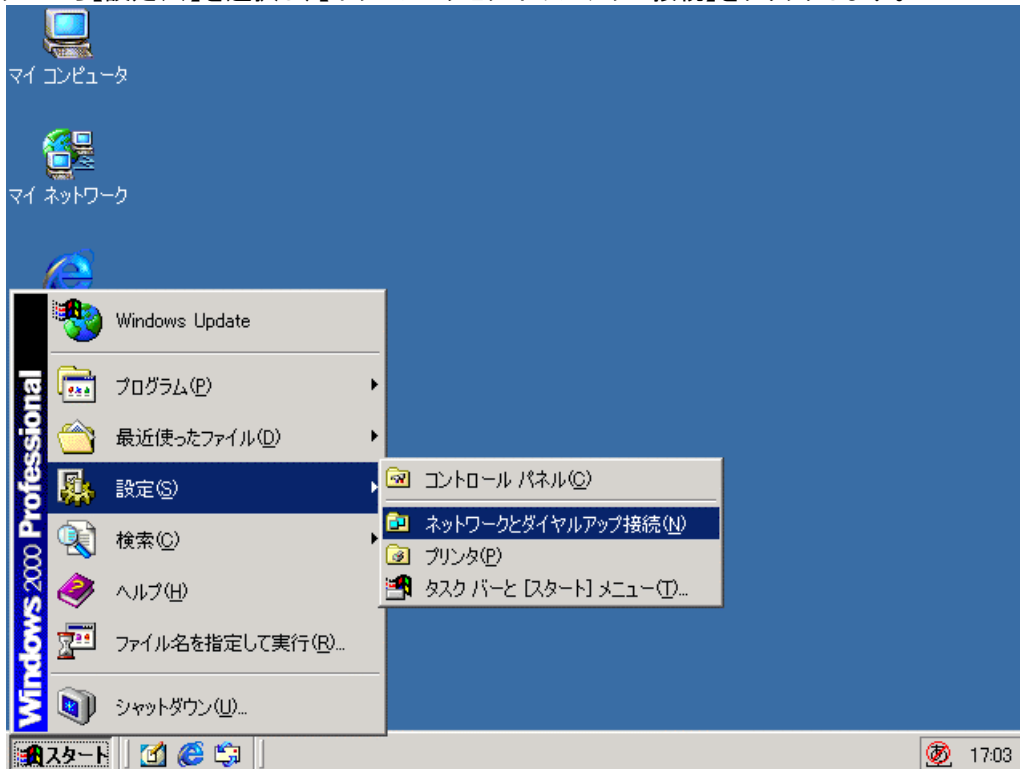 マイ コンピュータ
マイ ネットワーク
Windows 2000 Professional
Windows Update
プログラム(P)
最近使ったファイル(D)
設定(S)
検索(C)
ヘルプ(H)
ファイル名を指定して実行(R)...
シャットダウン(U)...
コントロール パネル(C)
ネットワークとダイヤルアップ接続(N)
プリンタ(P)
タスク バーと [スタート] メニュー(T)...
スタート
あ
17:03